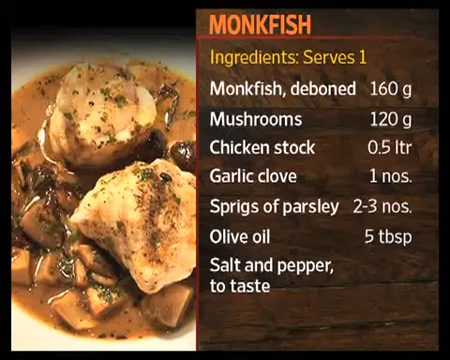 MONKFISH
Ingredients: Serves 1
Monkfish, deboned 160 g
Mushrooms 120 g
Chicken stock 0.5 ltr
Garlic clove 1 nos.
Sprigs of parsley 2-3 nos.
Olive oil 5 tbsp
Salt and pepper,
to taste